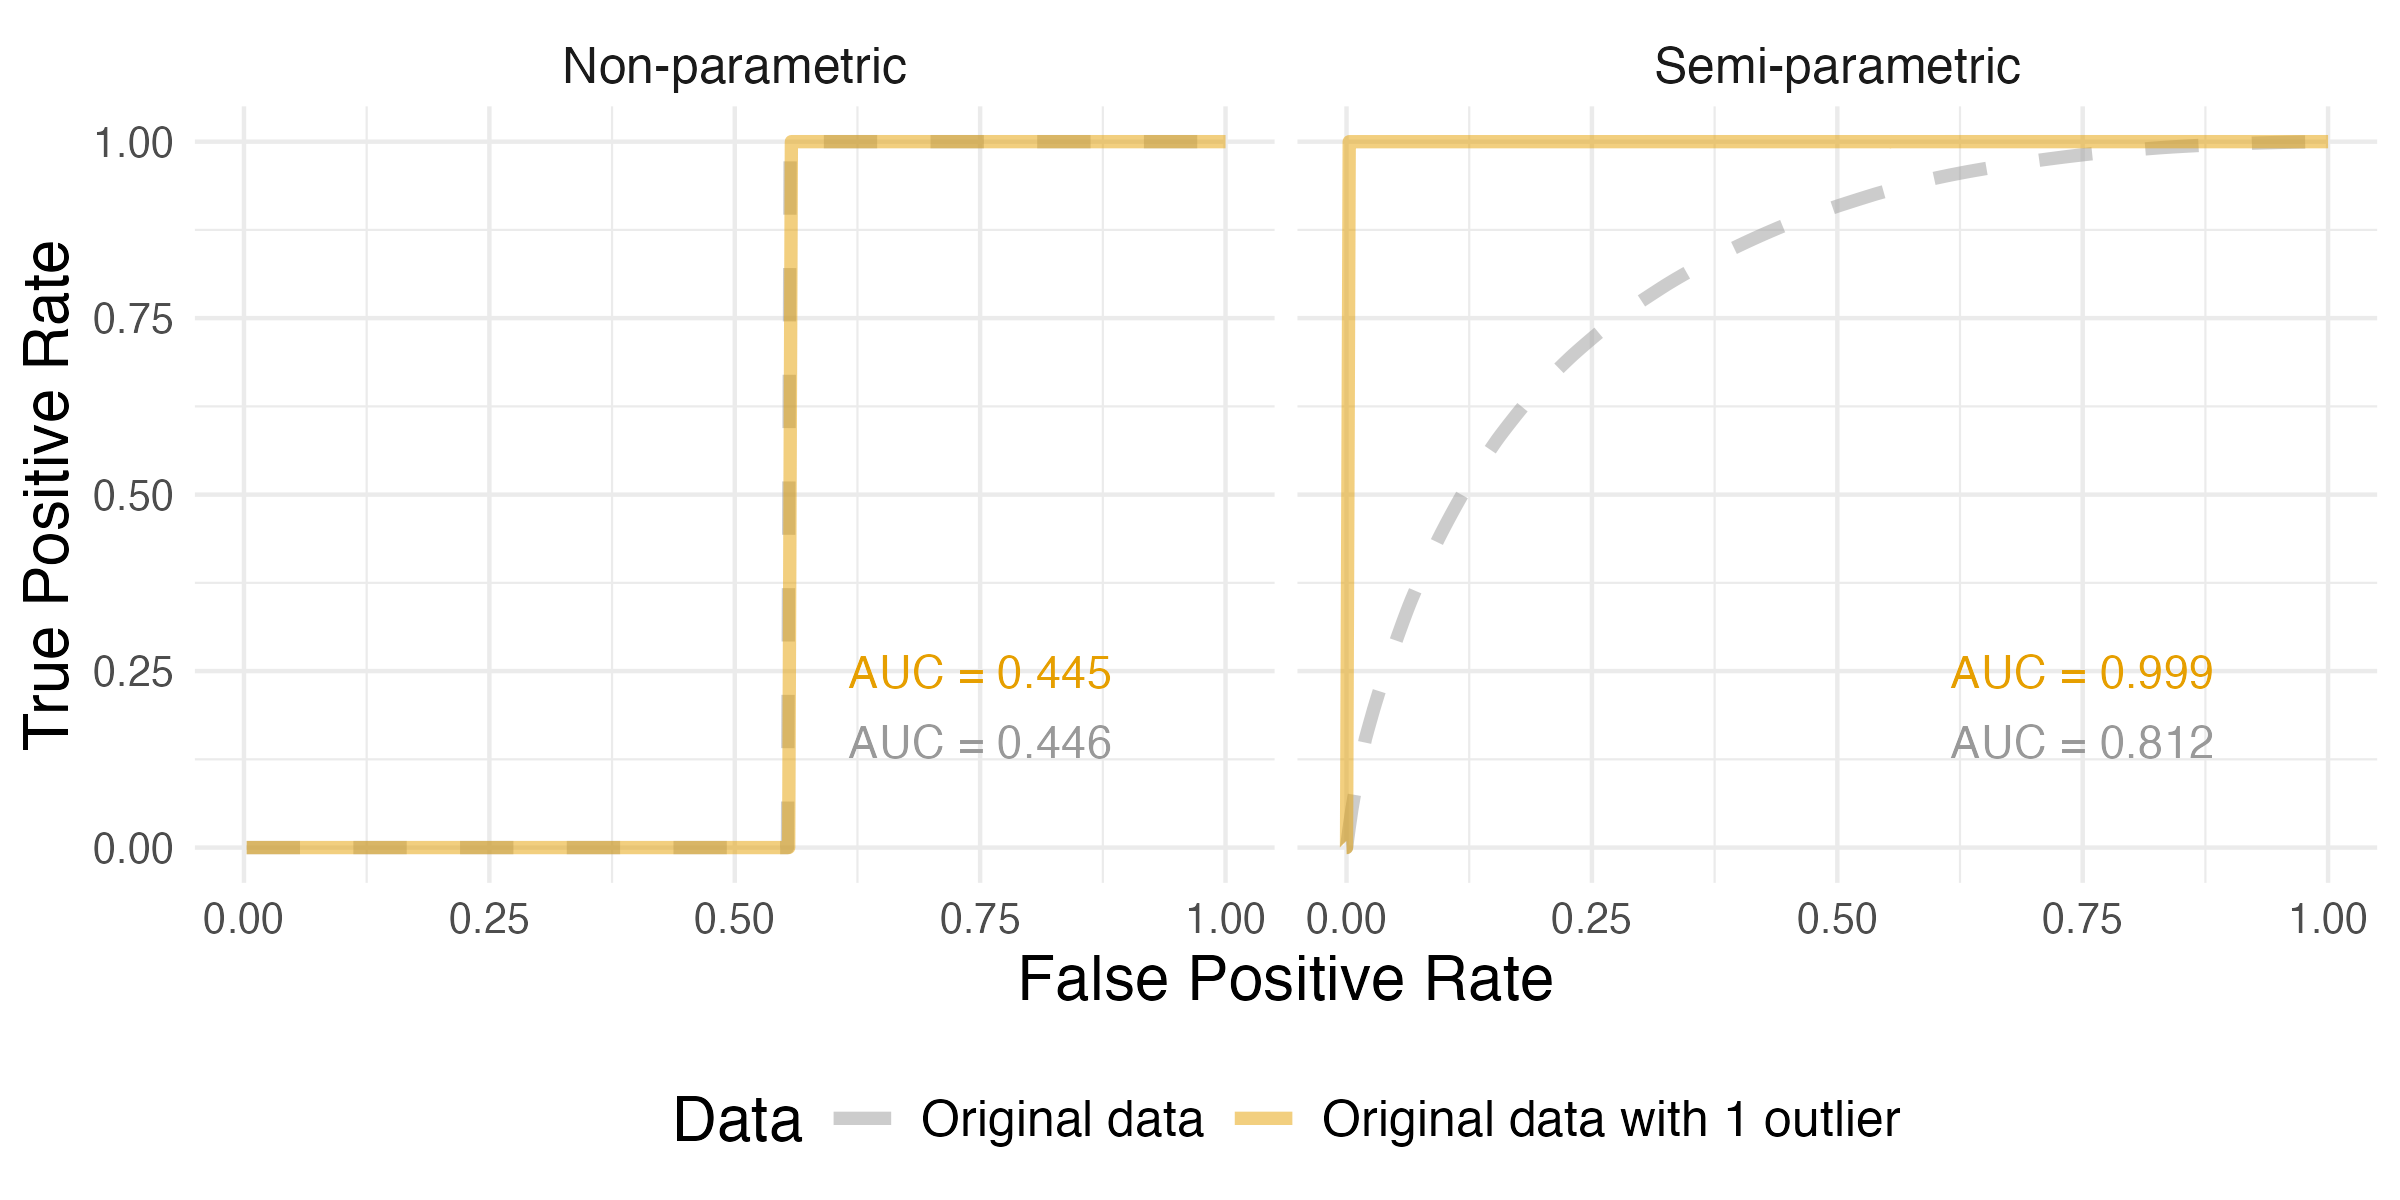 Non-parametric
Semi-parametric
True Positive Rate
1.00
0.75
0.50
0.25
0.00
AUC = 0.445
AUC = 0.446
AUC = 0.999
AUC = 0.812
0.00 0.25 0.50 0.75 1.00
0.00 0.25 0.50 0.75 1.00
False Positive Rate
Data Original data Original data with 1 outlier